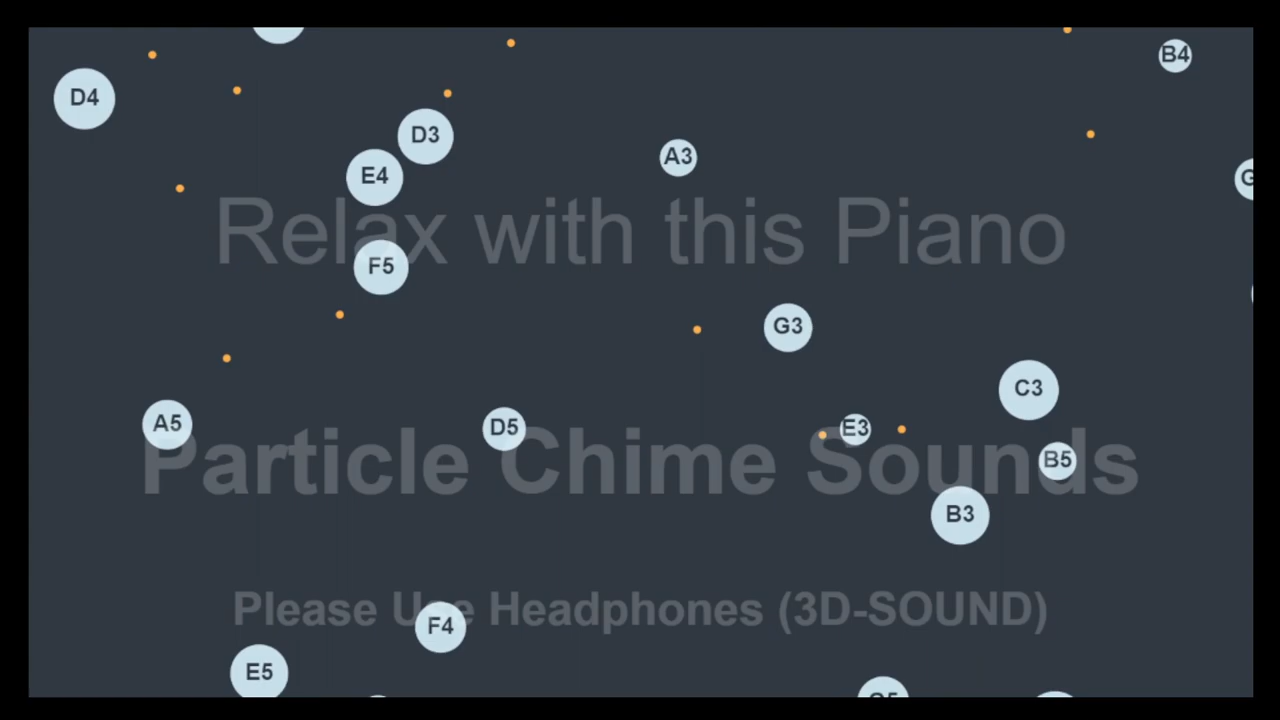 B4
D4
D3
A3
E4
G
Relax with this Piano
F5
G3
C3
A5
D5
E3
B5
Particle Chime Sounds
B3
Please Use Headphones (3D-SOUND)
F4
E5